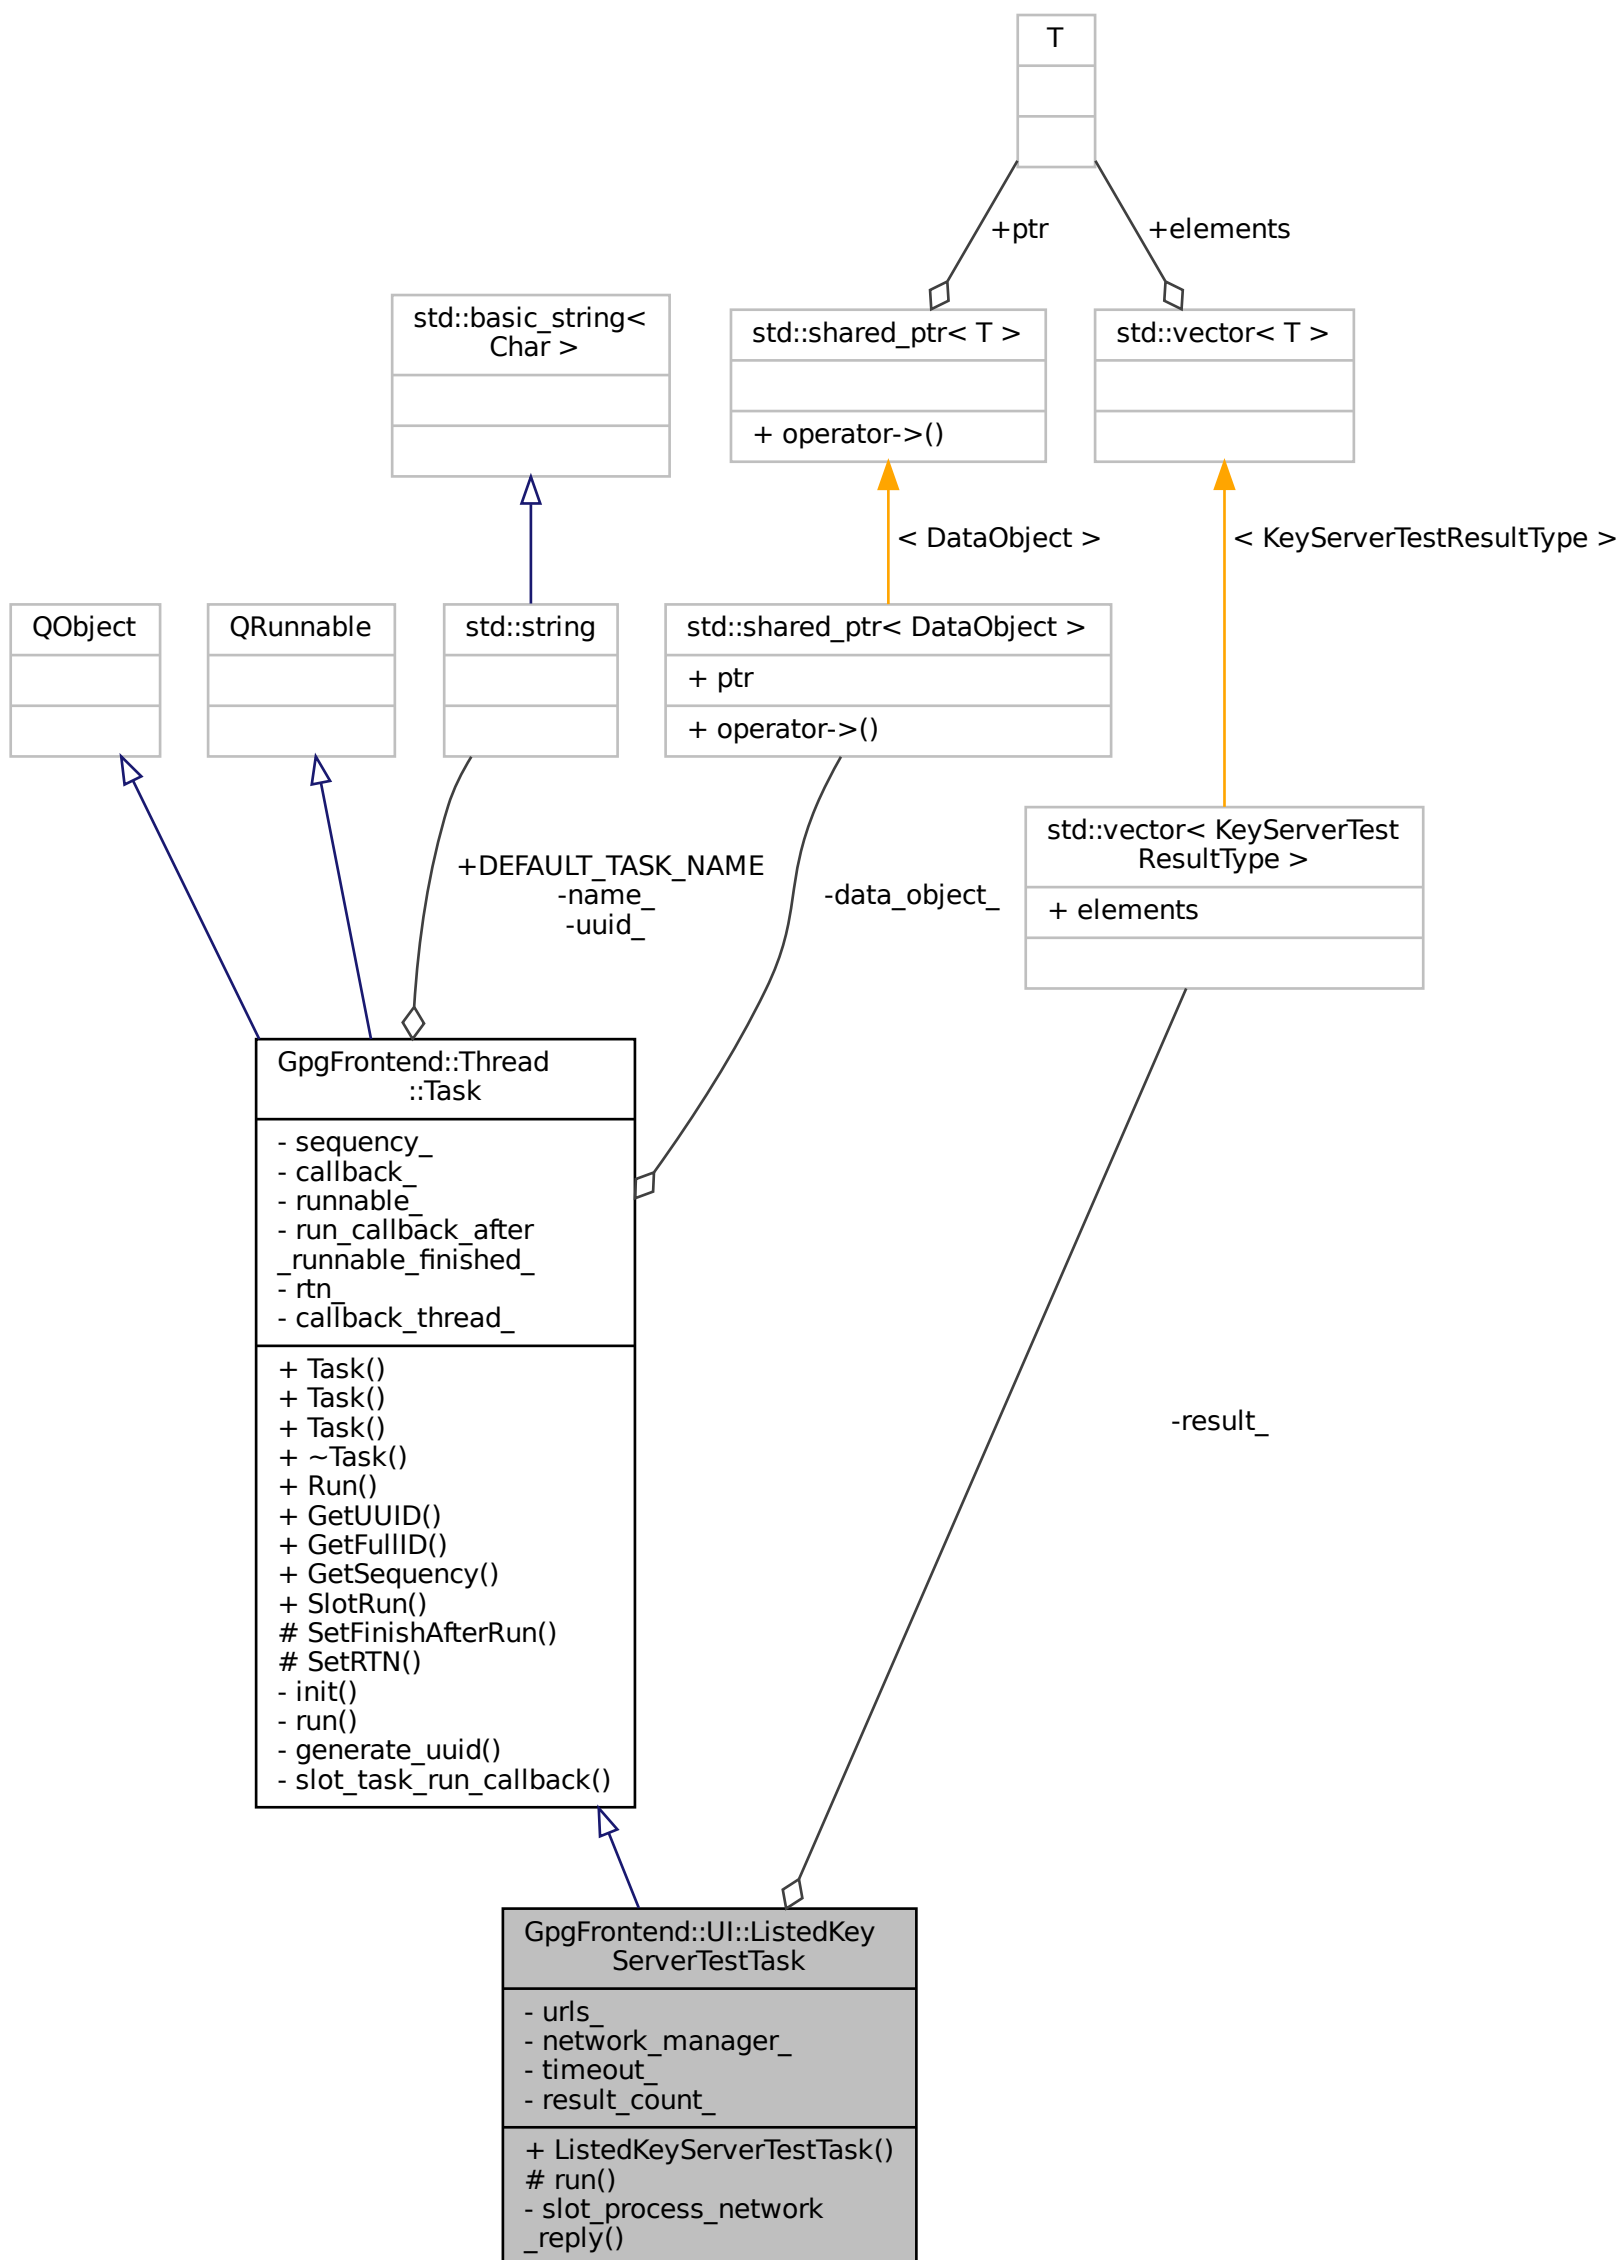 T
+ptr
+elements
std::basic_string<
Char >
std::shared_ptr< T >
+ operator->()
std::vector< T >
< DataObject >
< KeyServerTestResultType >
QObject
QRunnable
std::string
std::shared_ptr< DataObject >
+ ptr
+ operator->()
std::vector< KeyServerTest
ResultType >
+ elements
+DEFAULT_TASK_NAME
-name_
-uuid_
-data_object_
GpgFrontend::Thread
::Task
- sequency_
- callback_
- runnable_
- run_callback_after
_runnable_finished_
- rtn_
- callback_thread_
+ Task()
+ Task()
+ Task()
+ ~Task()
+ Run()
+ GetUUID()
+ GetFullID()
+ GetSequency()
+ SlotRun()
# SetFinishAfterRun()
# SetRTN()
- init()
- run()
- generate_uuid()
- slot_task_run_callback()
-result_
GpgFrontend::UI::ListedKey
ServerTestTask
- urls_
- network_manager_
- timeout_
- result_count_
+ ListedKeyServerTestTask()
# run()
- slot_process_network
_reply()